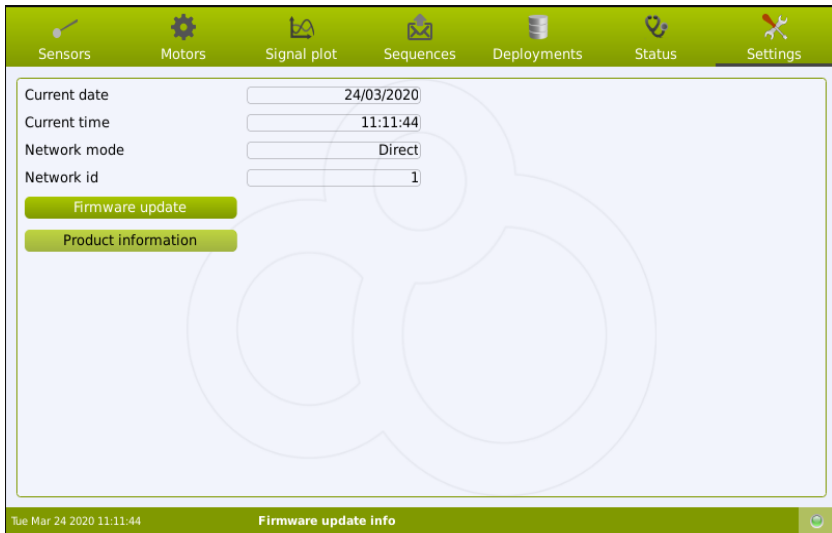 Sensors Motors Signal plot Sequences Deployments Status Settings
Current date 24/03/2020
Current time 11:11:44
Network mode Direct
Network id 1
Firmware update
Product information
Tue Mar 24 2020 11:11:44 Firmware update info